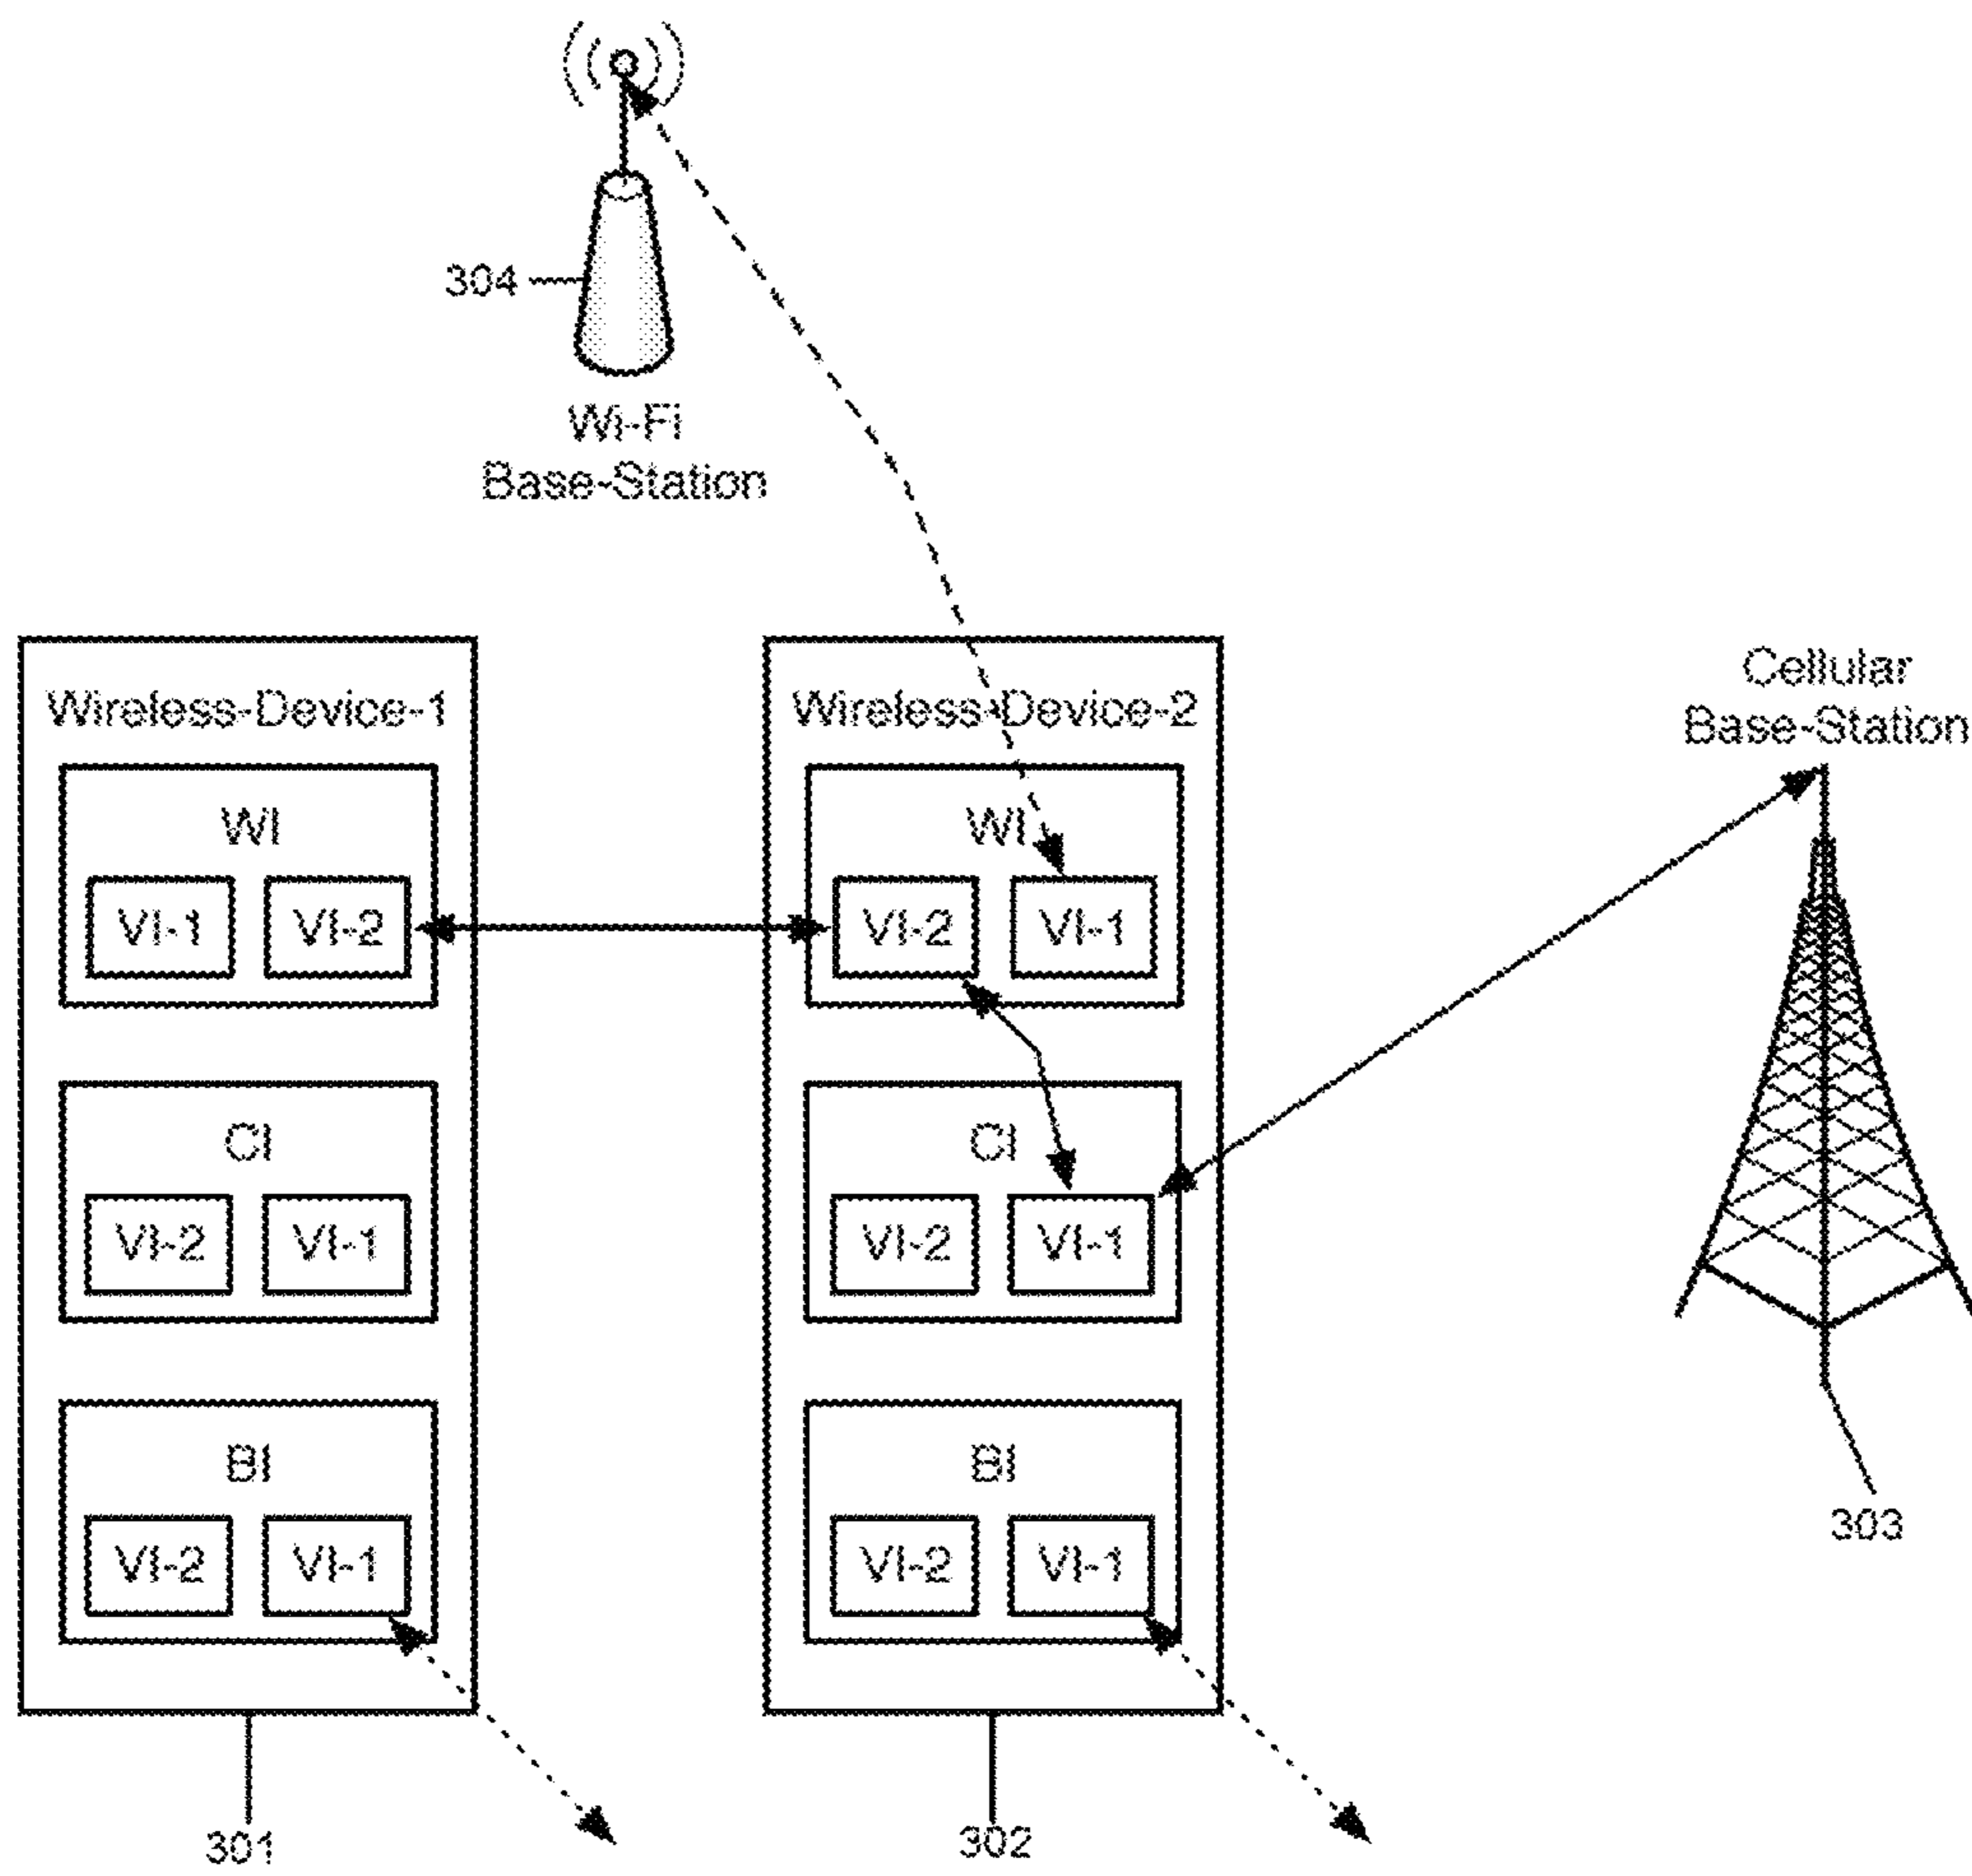 304
Wi-Fi
Base-Station
Wireless-Device-1
WI
VI-1 VI-2
CI
VI-2 VI-1
BI
VI-2 VI-1
301
Wireless-Device-2
WI
VI-2 VI-1
CI
VI-2 VI-1
BI
VI-2 VI-1
302
Cellular
Base-Station
303